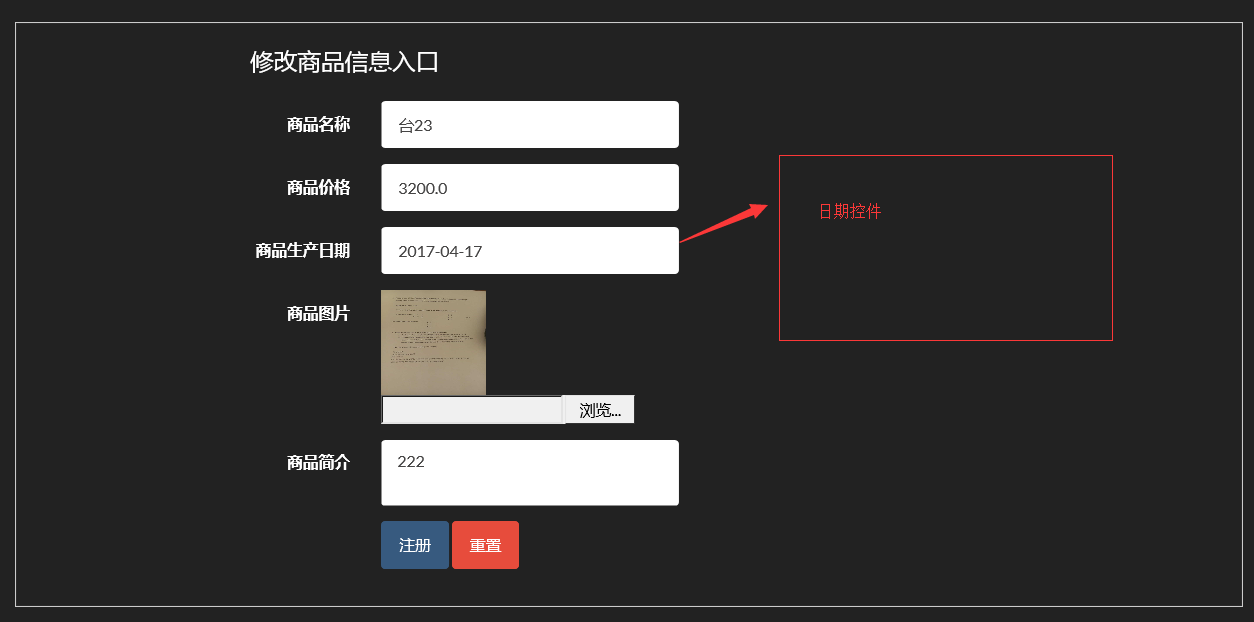 修改商品信息入口
商品名称 台23
商品价格 3200.0
商品生产日期 2017-04-17
日期控件
商品图片
浏览...
商品简介 222
注册 重置